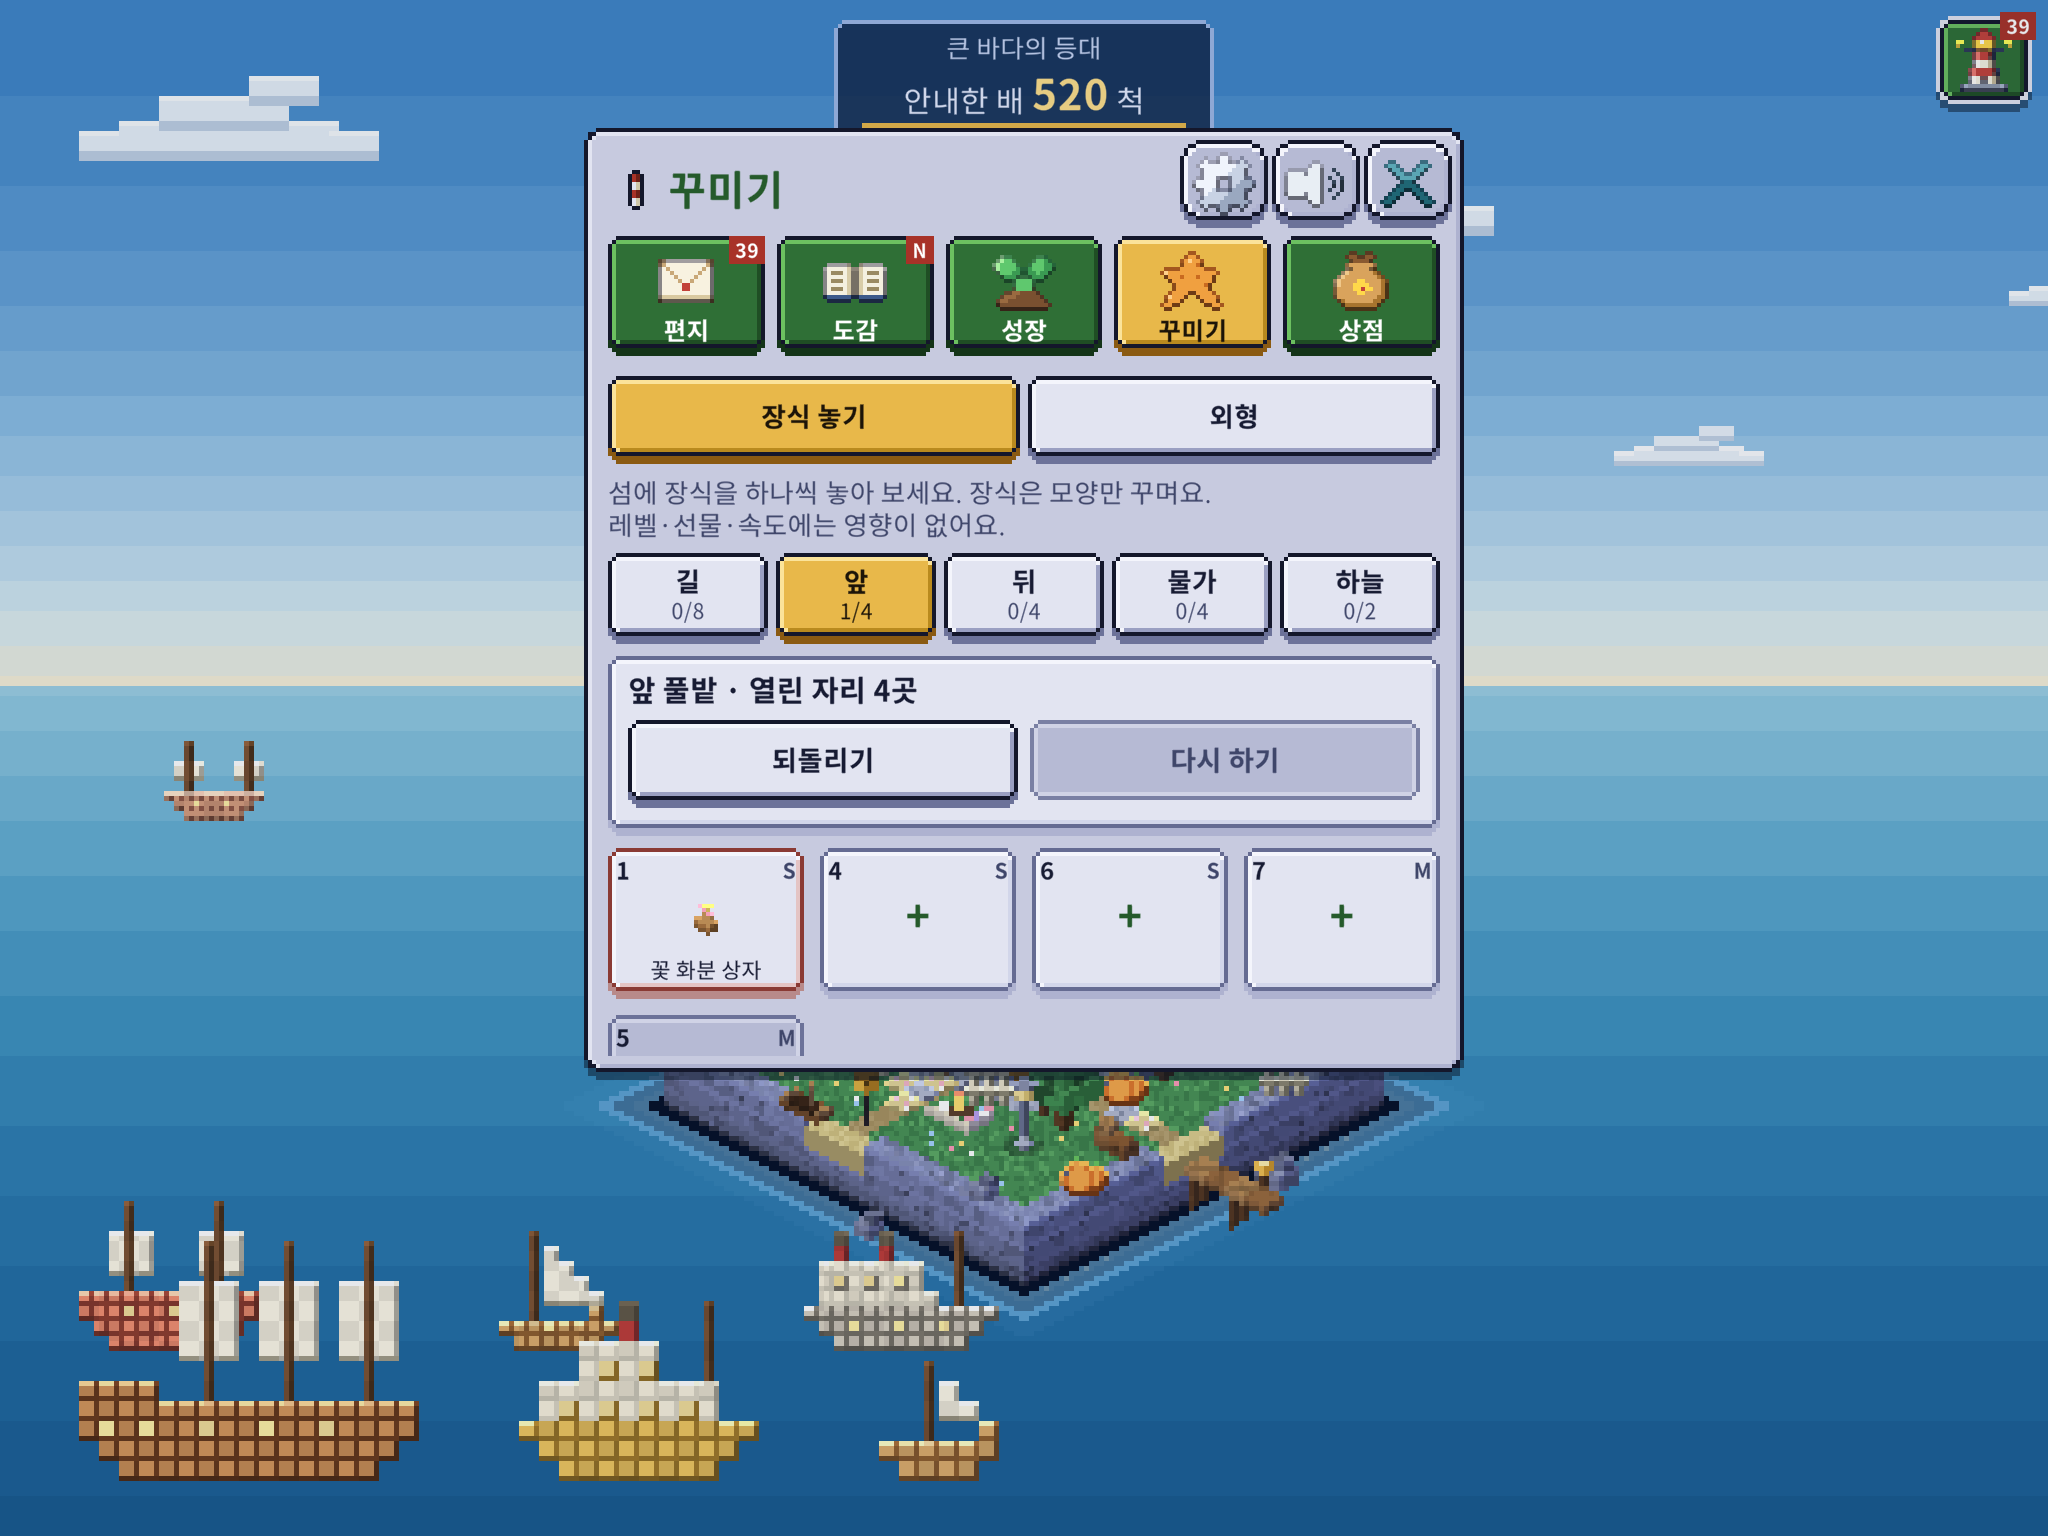 큰 바다의 등대
안내한 배 520 척
39
꾸미기
39
N
편지
도감
성장
꾸미기
상점
장식 놓기
외형
섬에 장식을 하나씩 놓아 보세요. 장식은 모양만 꾸며요.
레벨·선물·속도에는 영향이 없어요.
길
0/8
앞
1/4
뒤
0/4
물가
0/4
하늘
0/2
앞 풀밭 · 열린 자리 4곳
되돌리기
다시 하기
1 S
꽃 화분 상자
4 S
+
6 S
+
7 M
+
5 M